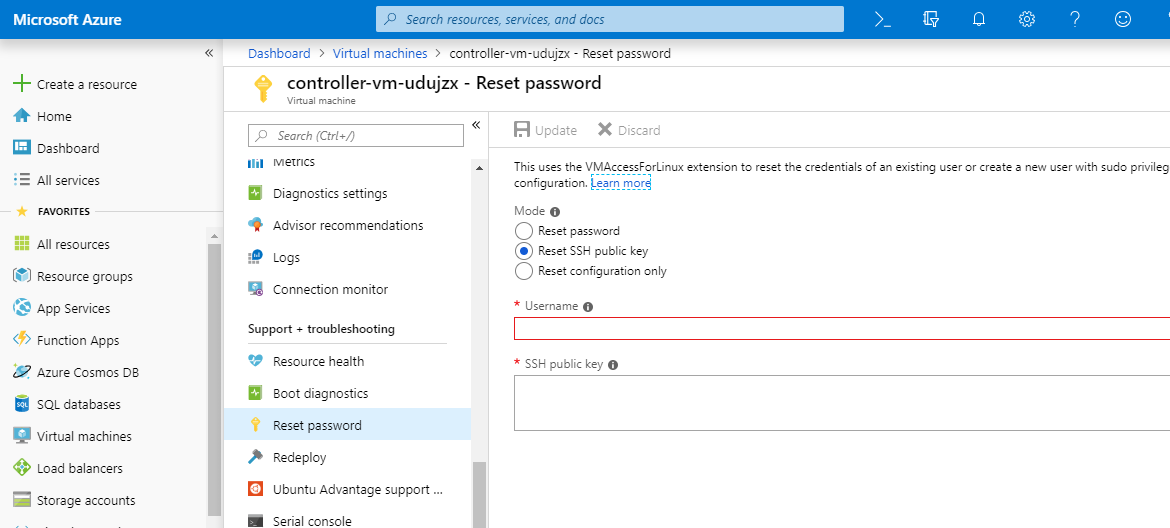 Microsoft Azure
Search resources, services, and docs
Dashboard > Virtual machines > controller-vm-udujzx - Reset password
controller-vm-udujzx - Reset password
Virtual machine
Create a resource
Home
Dashboard
All services
FAVORITES
All resources
Resource groups
App Services
Function Apps
Azure Cosmos DB
SQL databases
Virtual machines
Load balancers
Storage accounts
Search (Ctrl+/)
Metrics
Diagnostics settings
Advisor recommendations
Logs
Connection monitor
Support + troubleshooting
Resource health
Boot diagnostics
Reset password
Redeploy
Ubuntu Advantage support ...
Serial console
Update Discard
This uses the VMAccessForLinux extension to reset the credentials of an existing user or create a new user with sudo privileg
configuration. Learn more
Mode
Reset password
Reset SSH public key
Reset configuration only
* Username
* SSH public key